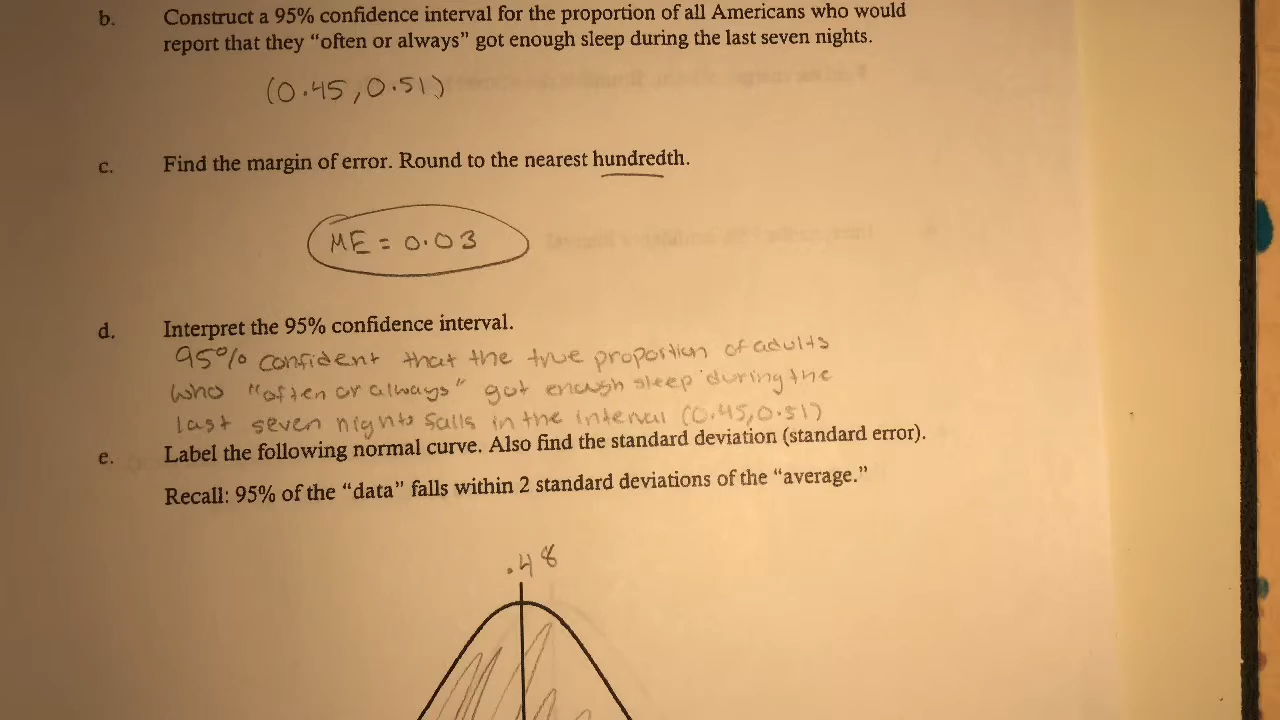 b. Construct a 95% confidence interval for the proportion of all Americans who would
report that they “often or always” got enough sleep during the last seven nights.
(0.45,0.51)
c. Find the margin of error. Round to the nearest hundredth.
ME = 0.03
d. Interpret the 95% confidence interval.
95% confident that the true proportion of adults
who "often or always" got enough sleep during the
last seven nights falls in the interval (0.45,0.51)
e. Label the following normal curve. Also find the standard deviation (standard error).
Recall: 95% of the “data” falls within 2 standard deviations of the “average.”
.48